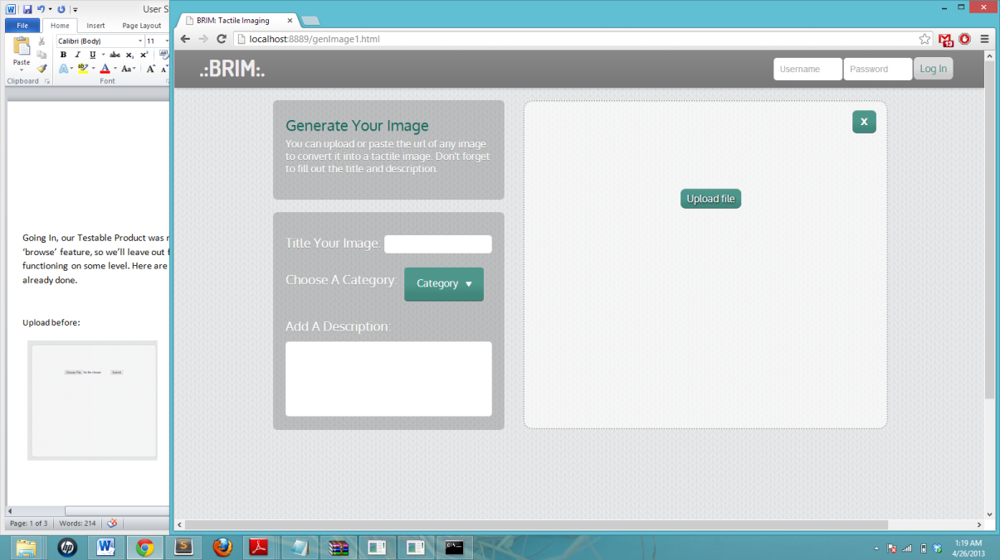 User S
File Home Insert Page Layout
Paste
Calibri (Body) 11
B I U abc x, x²
A ab A Aa A A
Clipboard Font
Going In, our Testable Product was
'browse' feature, so we'll leave out
functioning on some level. Here are
already done.
Upload before:
Choose File No file chosen Submit
Page: 1 of 3 Words: 214
BRIM: Tactile Imaging
localhost:8889/genImage1.html
13
.:BRIM:.
Username Password Log In
Generate Your Image
You can upload or paste the url of any image
to convert it into a tactile image. Don't forget
to fill out the title and description.
Title Your Image:
Choose A Category: Category
Add A Description:
X
Upload file
1:19 AM
4/26/2013